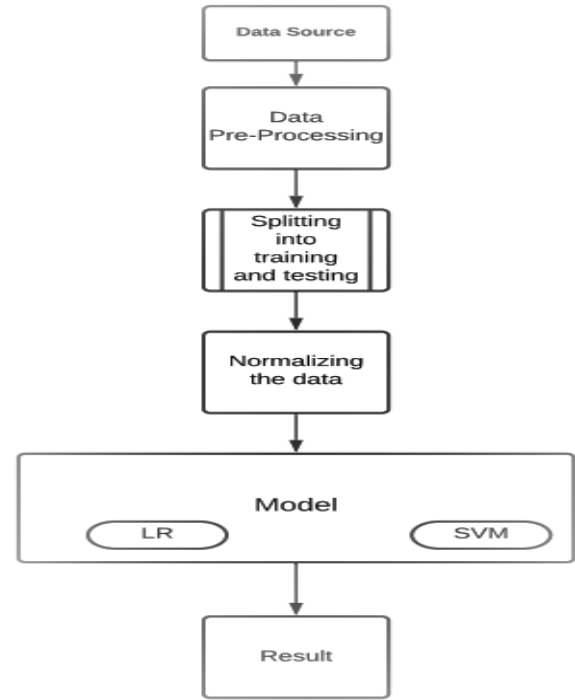 Data Source
Data
Pre-Processing
Splitting
into
training
and testing
Normalizing
the data
Model
LR
SVM
Result